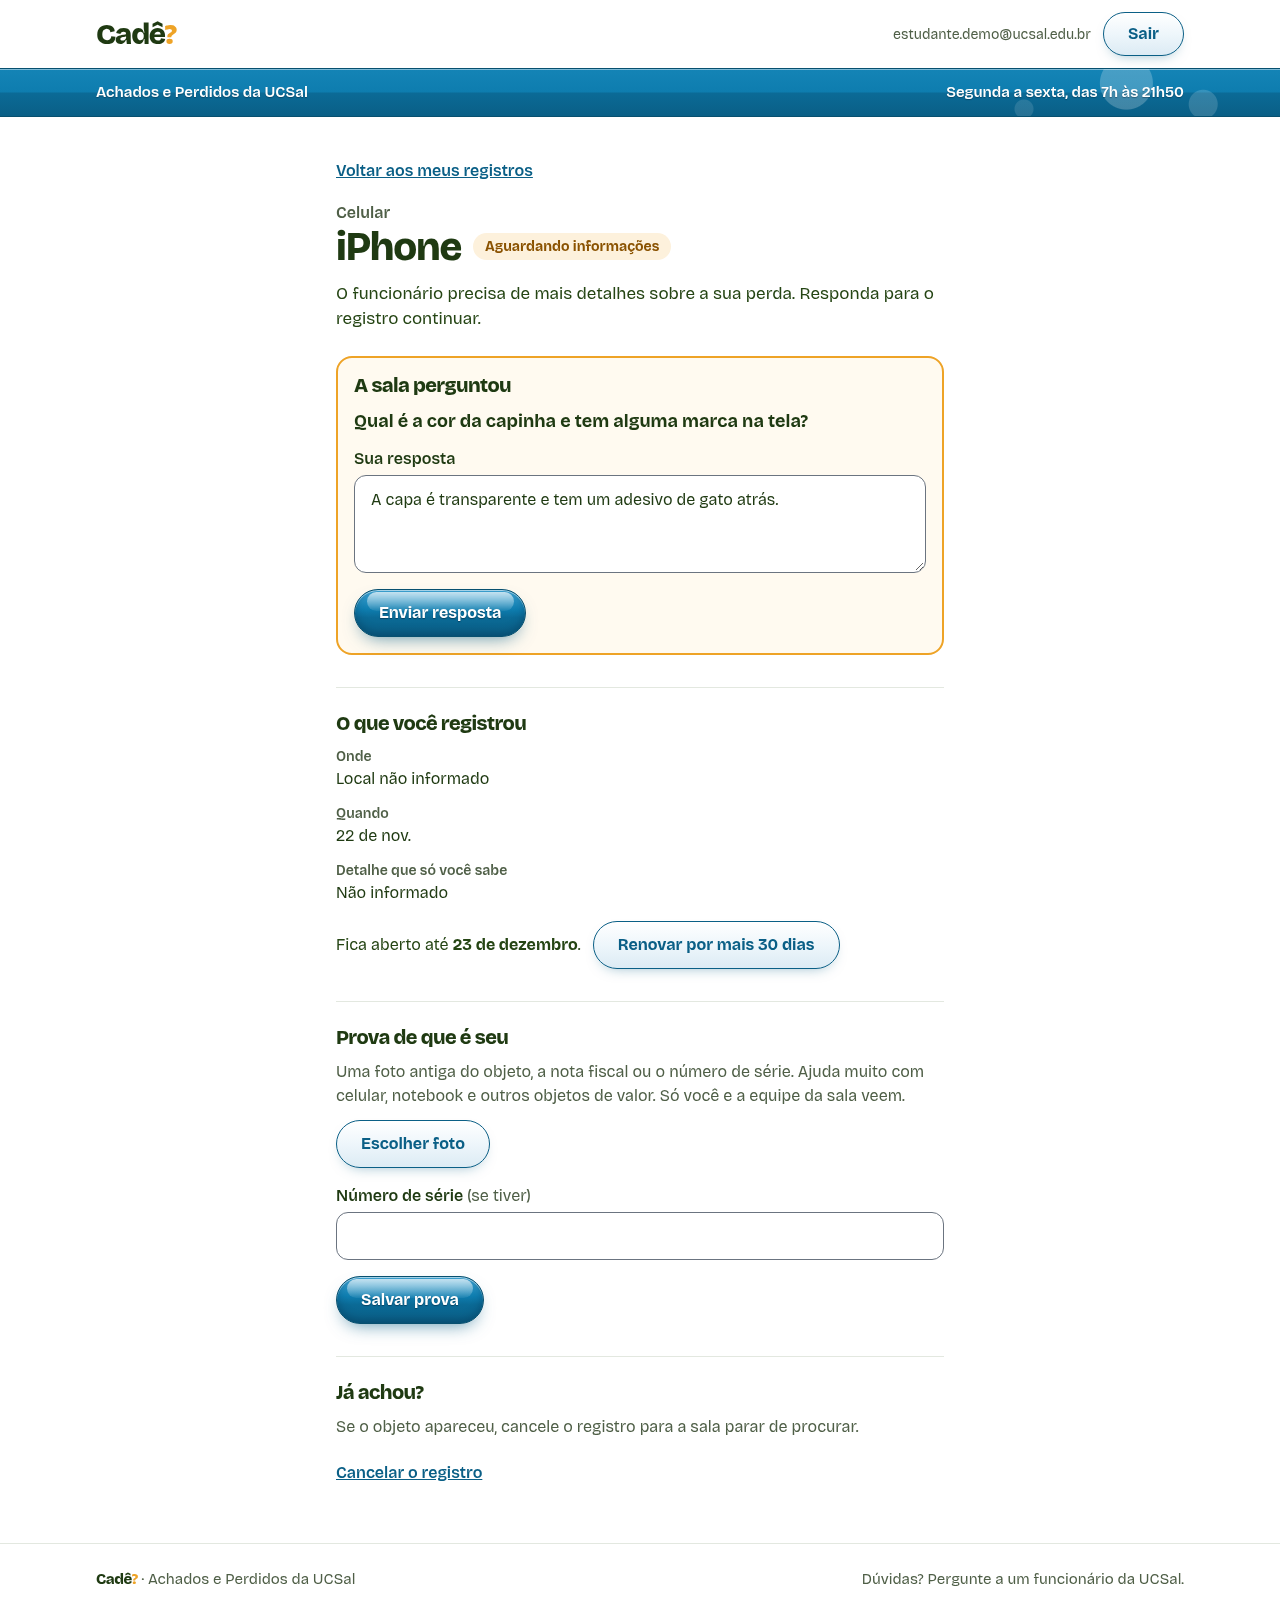 Cadê?
estudante.demo@ucsal.edu.br
Sair
Achados e Perdidos da UCSal
Segunda a sexta, das 7h às 21h50
Voltar aos meus registros
Celular
iPhone
Aguardando informações
O funcionário precisa de mais detalhes sobre a sua perda. Responda para o
registro continuar.
A sala perguntou
Qual é a cor da capinha e tem alguma marca na tela?
Sua resposta
A capa é transparente e tem um adesivo de gato atrás.
Enviar resposta
O que você registrou
Onde
Local não informado
Quando
22 de nov.
Detalhe que só você sabe
Não informado
Fica aberto até 23 de dezembro.
Renovar por mais 30 dias
Prova de que é seu
Uma foto antiga do objeto, a nota fiscal ou o número de série. Ajuda muito com
celular, notebook e outros objetos de valor. Só você e a equipe da sala veem.
Escolher foto
Número de série (se tiver)
Salvar prova
Já achou?
Se o objeto apareceu, cancele o registro para a sala parar de procurar.
Cancelar o registro
Cadê? · Achados e Perdidos da UCSal
Dúvidas? Pergunte a um funcionário da UCSal.